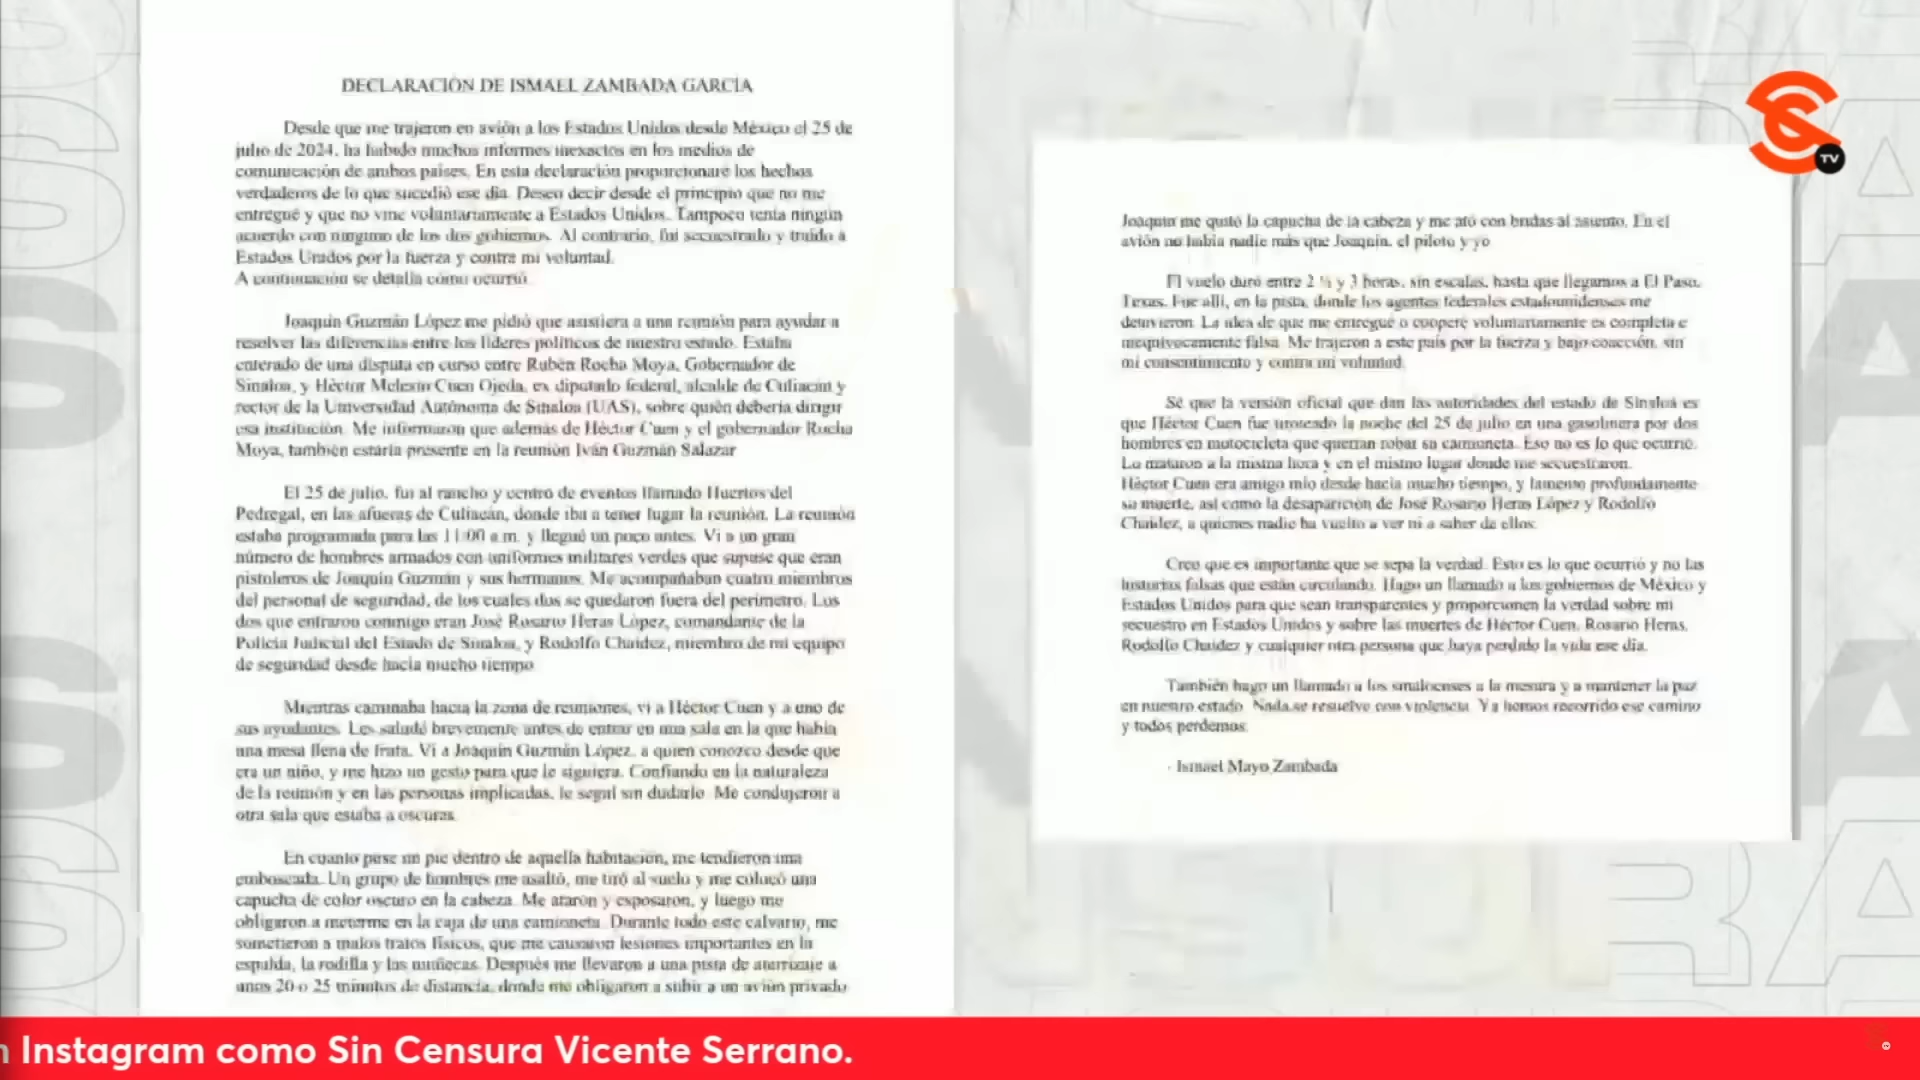 DECLARACIÓN DE ISMAEL ZAMBADA GARCÍA
Desde que me trajeron en avión a los Estados Unidos desde México el 25 de
julio de 2024, ha habido muchos informes inexactos en los medios de
comunicación de ambos países. En esta declaración proporcionaré los hechos
verdaderos de lo que sucedió ese día. Deseo decir desde el principio que no me
entregué y que no vine voluntariamente a Estados Unidos. Tampoco tenía ningún
acuerdo con ninguno de los dos gobiernos. Al contrario, fui secuestrado y traído a
Estados Unidos por la fuerza y contra mi voluntad.
A continuación se detalla cómo ocurrió.
Joaquín Guzmán López me pidió que asistiera a una reunión para ayudar a
resolver las diferencias entre los líderes políticos de nuestro estado. Estaba
enterado de una disputa en curso entre Rubén Rocha Moya, Gobernador de
Sinaloa, y Héctor Melesio Cuen Ojeda, ex diputado federal, alcalde de Culiacán y
rector de la Universidad Autónoma de Sinaloa (UAS), sobre quién debería dirigir
esa institución. Me informaron que además de Héctor Cuen y el gobernador Rocha
Moya, también estaría presente en la reunión Iván Guzmán Salazar
El 25 de julio, fui al rancho y centro de eventos llamado Huertos del
Pedregal, en las afueras de Culiacán, donde iba a tener lugar la reunión. La reunión
estaba programada para las 11:00 a.m. y llegué un poco antes. Vi a un gran
número de hombres armados con uniformes militares verdes que supuse que eran
pistoleros de Joaquín Guzmán y sus hermanos. Me acompañaban cuatro miembros
del personal de seguridad, de los cuales dos se quedaron fuera del perímetro. Los
dos que entraron conmigo eran José Rosario Heras López, comandante de la
Policía Judicial del Estado de Sinaloa, y Rodolfo Chaidez, miembro de mi equipo
de seguridad desde hacía mucho tiempo
Mientras caminaba hacia la zona de reuniones, vi a Héctor Cuen y a uno de
sus ayudantes. Les saludé brevemente antes de entrar en una sala en la que había
una mesa llena de fruta. Vi a Joaquín Guzmán López, a quien conozco desde que
era un niño, y me hizo un gesto para que le siguiera. Confiando en la naturaleza
de la reunión y en las personas implicadas, le seguí sin dudarlo. Me condujeron a
otra sala que estaba a oscuras.
En cuanto puse un pie dentro de aquella habitación, me tendieron una
emboscada. Un grupo de hombres me asaltó, me tiró al suelo y me colocó una
capucha de color oscuro en la cabeza. Me ataron y esposaron, y luego me
obligaron a meterme en la caja de una camioneta. Durante todo este calvario, me
sometieron a malos tratos físicos, que me causaron lesiones importantes en la
espalda, la rodilla y las muñecas. Después me llevaron a una pista de aterrizaje a
unos 20 o 25 minutos de distancia, donde me obligaron a subir a un avión privado
Joaquín me quitó la capucha de la cabeza y me ató con bridas al asiento. En el
avión no había nadie más que Joaquín, el piloto y yo
El vuelo duró entre 2 ½ y 3 horas, sin escalas, hasta que llegamos a El Paso,
Texas. Fue allí, en la pista, donde los agentes federales estadounidenses me
detuvieron. La idea de que me entregué o cooperé voluntariamente es completa e
inequívocamente falsa. Me trajeron a este país por la fuerza y bajo coacción, sin
mi consentimiento y contra mi voluntad.
Sé que la versión oficial que dan las autoridades del estado de Sinaloa es
que Héctor Cuen fue tiroteado la noche del 25 de julio en una gasolinera por dos
hombres en motocicleta que querían robar su camioneta. Eso no es lo que ocurrió.
Lo mataron a la misma hora y en el mismo lugar donde me secuestraron.
Héctor Cuen era amigo mío desde hacía mucho tiempo, y lamento profundamente
su muerte, así como la desaparición de José Rosario Heras López y Rodolfo
Chaidez, a quienes nadie ha vuelto a ver ni a saber de ellos.
Creo que es importante que se sepa la verdad. Esto es lo que ocurrió y no las
historias falsas que están circulando. Hago un llamado a los gobiernos de México y
Estados Unidos para que sean transparentes y proporcionen la verdad sobre mi
secuestro en Estados Unidos y sobre las muertes de Héctor Cuen, Rosario Heras,
Rodolfo Chaidez y cualquier otra persona que haya perdido la vida ese día.
También hago un llamado a los sinaloenses a la mesura y a mantener la paz
en nuestro estado. Nada se resuelve con violencia. Ya hemos recorrido ese camino
y todos perdemos.
- Ismael Mayo Zambada
TV
n Instagram como Sin Censura Vicente Serrano.